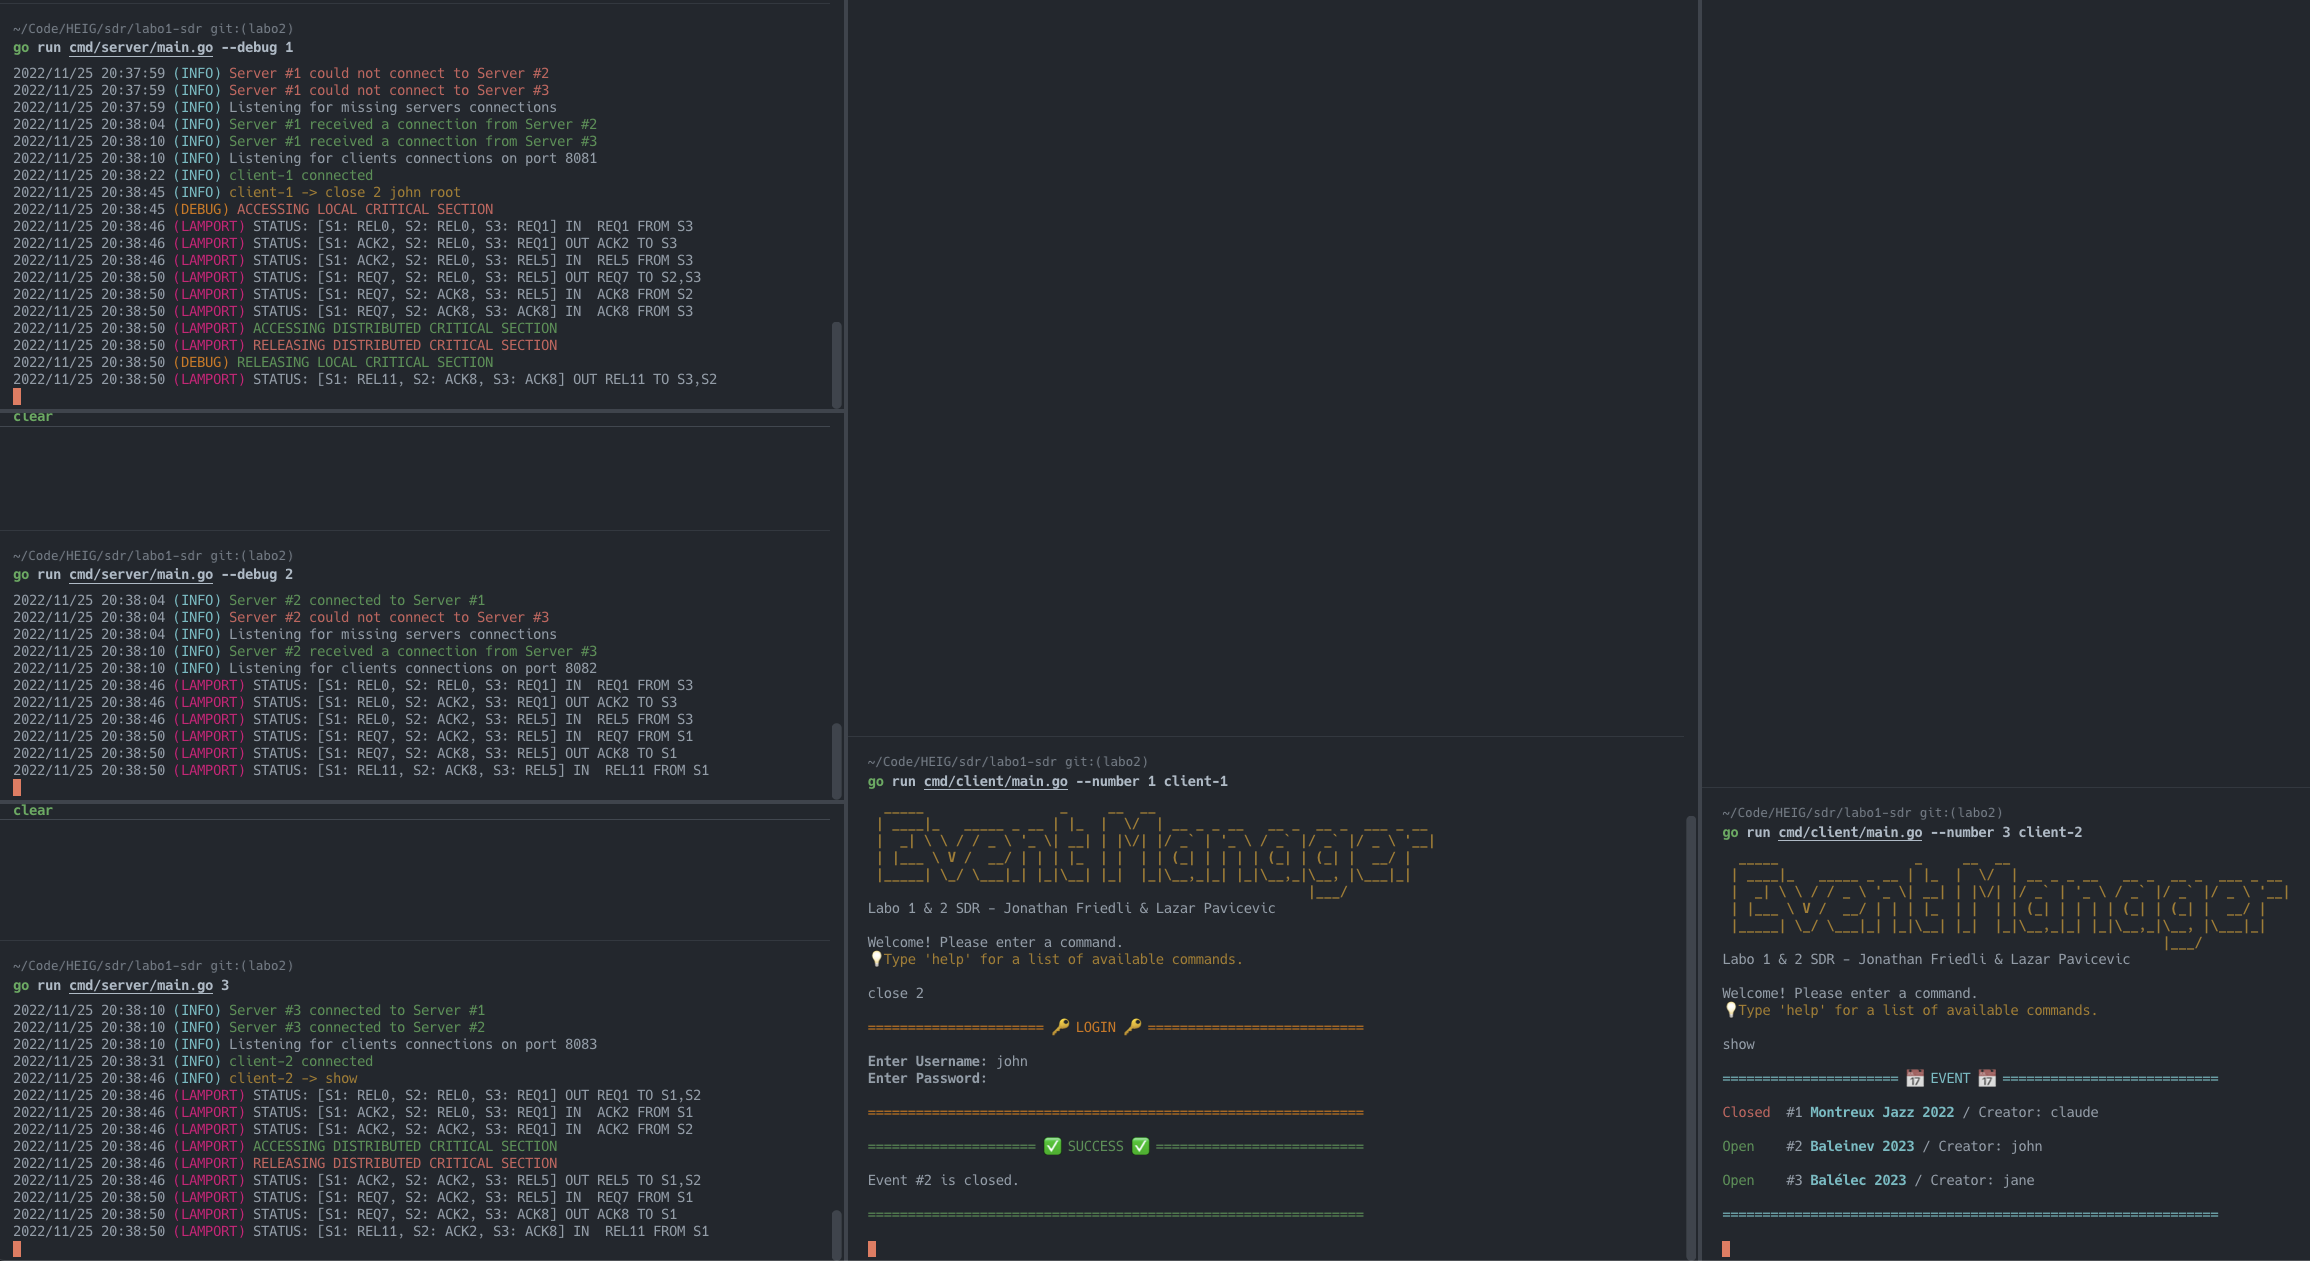 ~/Code/HEIG/sdr/labo1-sdr git:(labo2)
go run cmd/server/main.go --debug 1
2022/11/25 20:37:59 (INFO) Server #1 could not connect to Server #2
2022/11/25 20:37:59 (INFO) Server #1 could not connect to Server #3
2022/11/25 20:37:59 (INFO) Listening for missing servers connections
2022/11/25 20:38:04 (INFO) Server #1 received a connection from Server #2
2022/11/25 20:38:10 (INFO) Server #1 received a connection from Server #3
2022/11/25 20:38:10 (INFO) Listening for clients connections on port 8081
2022/11/25 20:38:22 (INFO) client-1 connected
2022/11/25 20:38:45 (INFO) client-1 -> close 2 john root
2022/11/25 20:38:45 (DEBUG) ACCESSING LOCAL CRITICAL SECTION
2022/11/25 20:38:46 (LAMPORT) STATUS: [S1: REL0, S2: REL0, S3: REQ1] IN  REQ1 FROM S3
2022/11/25 20:38:46 (LAMPORT) STATUS: [S1: ACK2, S2: REL0, S3: REQ1] OUT ACK2 TO S3
2022/11/25 20:38:46 (LAMPORT) STATUS: [S1: ACK2, S2: REL0, S3: REL5] IN  REL5 FROM S3
2022/11/25 20:38:50 (LAMPORT) STATUS: [S1: REQ7, S2: REL0, S3: REL5] OUT REQ7 TO S2,S3
2022/11/25 20:38:50 (LAMPORT) STATUS: [S1: REQ7, S2: ACK8, S3: REL5] IN  ACK8 FROM S2
2022/11/25 20:38:50 (LAMPORT) STATUS: [S1: REQ7, S2: ACK8, S3: ACK8] IN  ACK8 FROM S3
2022/11/25 20:38:50 (LAMPORT) ACCESSING DISTRIBUTED CRITICAL SECTION
2022/11/25 20:38:50 (LAMPORT) RELEASING DISTRIBUTED CRITICAL SECTION
2022/11/25 20:38:50 (DEBUG) RELEASING LOCAL CRITICAL SECTION
2022/11/25 20:38:50 (LAMPORT) STATUS: [S1: REL11, S2: ACK8, S3: ACK8] OUT REL11 TO S3,S2
clear
~/Code/HEIG/sdr/labo1-sdr git:(labo2)
go run cmd/server/main.go --debug 2
2022/11/25 20:38:04 (INFO) Server #2 connected to Server #1
2022/11/25 20:38:04 (INFO) Server #2 could not connect to Server #3
2022/11/25 20:38:04 (INFO) Listening for missing servers connections
2022/11/25 20:38:10 (INFO) Server #2 received a connection from Server #3
2022/11/25 20:38:10 (INFO) Listening for clients connections on port 8082
2022/11/25 20:38:46 (LAMPORT) STATUS: [S1: REL0, S2: REL0, S3: REQ1] IN  REQ1 FROM S3
2022/11/25 20:38:46 (LAMPORT) STATUS: [S1: REL0, S2: ACK2, S3: REQ1] OUT ACK2 TO S3
2022/11/25 20:38:46 (LAMPORT) STATUS: [S1: REL0, S2: ACK2, S3: REL5] IN  REL5 FROM S3
2022/11/25 20:38:50 (LAMPORT) STATUS: [S1: REQ7, S2: ACK2, S3: REL5] IN  REQ7 FROM S1
2022/11/25 20:38:50 (LAMPORT) STATUS: [S1: REQ7, S2: ACK8, S3: REL5] OUT ACK8 TO S1
2022/11/25 20:38:50 (LAMPORT) STATUS: [S1: REL11, S2: ACK8, S3: REL5] IN  REL11 FROM S1
clear
~/Code/HEIG/sdr/labo1-sdr git:(labo2)
go run cmd/server/main.go 3
2022/11/25 20:38:10 (INFO) Server #3 connected to Server #1
2022/11/25 20:38:10 (INFO) Server #3 connected to Server #2
2022/11/25 20:38:10 (INFO) Listening for clients connections on port 8083
2022/11/25 20:38:31 (INFO) client-2 connected
2022/11/25 20:38:46 (INFO) client-2 -> show
2022/11/25 20:38:46 (LAMPORT) STATUS: [S1: REL0, S2: REL0, S3: REQ1] OUT REQ1 TO S1,S2
2022/11/25 20:38:46 (LAMPORT) STATUS: [S1: ACK2, S2: REL0, S3: REQ1] IN  ACK2 FROM S1
2022/11/25 20:38:46 (LAMPORT) STATUS: [S1: ACK2, S2: ACK2, S3: REQ1] IN  ACK2 FROM S2
2022/11/25 20:38:46 (LAMPORT) ACCESSING DISTRIBUTED CRITICAL SECTION
2022/11/25 20:38:46 (LAMPORT) RELEASING DISTRIBUTED CRITICAL SECTION
2022/11/25 20:38:46 (LAMPORT) STATUS: [S1: ACK2, S2: ACK2, S3: REL5] OUT REL5 TO S1,S2
2022/11/25 20:38:50 (LAMPORT) STATUS: [S1: REQ7, S2: ACK2, S3: REL5] IN  REQ7 FROM S1
2022/11/25 20:38:50 (LAMPORT) STATUS: [S1: REQ7, S2: ACK2, S3: ACK8] OUT ACK8 TO S1
2022/11/25 20:38:50 (LAMPORT) STATUS: [S1: REL11, S2: ACK2, S3: ACK8] IN  REL11 FROM S1
~/Code/HEIG/sdr/labo1-sdr git:(labo2)
go run cmd/client/main.go --number 1 client-1
Event Manager
Labo 1 & 2 SDR - Jonathan Friedli & Lazar Pavicevic
Welcome! Please enter a command.
💡Type 'help' for a list of available commands.
close 2
====================== 🔑 LOGIN 🔑 ===========================
Enter Username: john
Enter Password:
==============================================================
===================== ✅ SUCCESS ✅ ==========================
Event #2 is closed.
==============================================================
~/Code/HEIG/sdr/labo1-sdr git:(labo2)
go run cmd/client/main.go --number 3 client-2
Event Manager
Labo 1 & 2 SDR - Jonathan Friedli & Lazar Pavicevic
Welcome! Please enter a command.
💡Type 'help' for a list of available commands.
show
====================== 📅 EVENT 📅 ===========================
Closed  #1 Montreux Jazz 2022 / Creator: claude
Open    #2 Baleinev 2023 / Creator: john
Open    #3 Balélec 2023 / Creator: jane
==============================================================